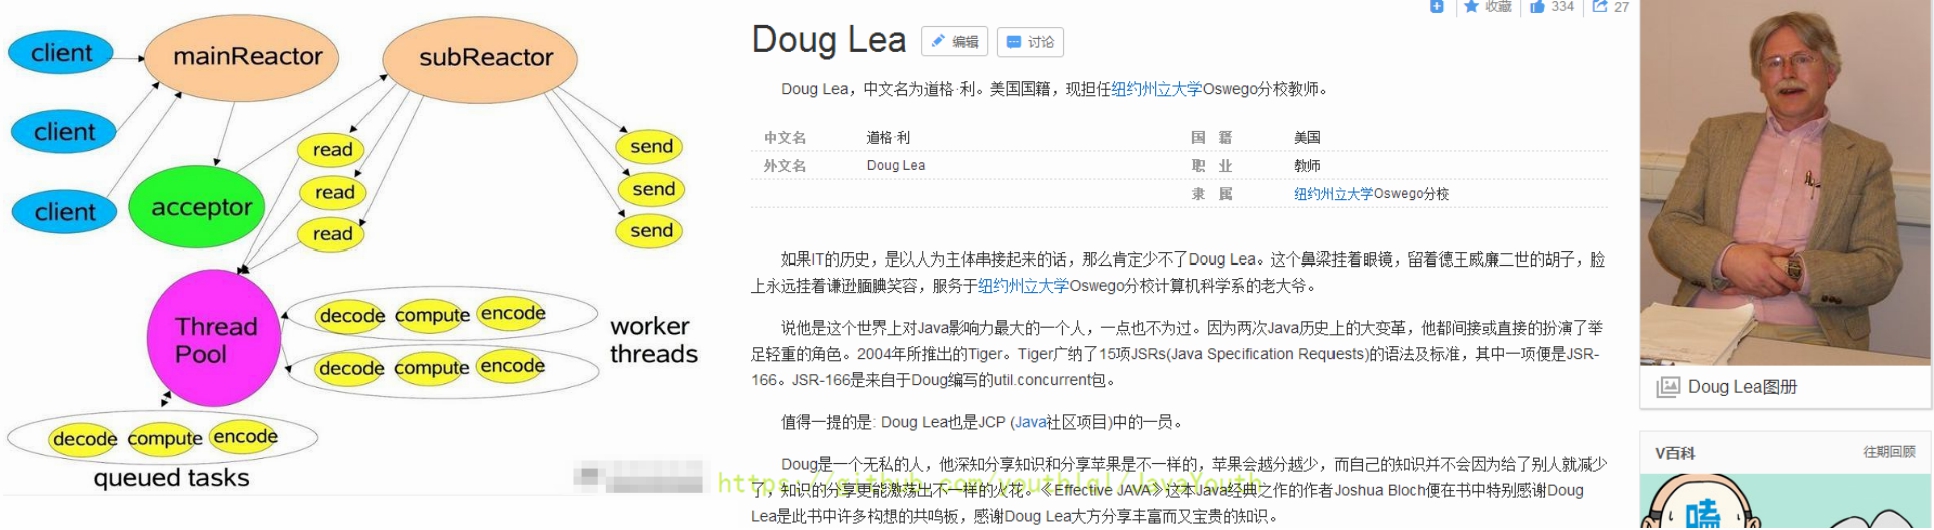 client
mainReactor
subReactor
client
client
acceptor
read
read
read
send
send
send
Thread
Pool
decode compute encode
decode compute encode
worker
threads
decode compute encode
queued tasks
收藏 334 27
Doug Lea 编辑 讨论
Doug Lea，中文名为道格·利。美国国籍，现担任纽约州立大学Oswego分校教师。
中文名 道格·利 国 籍 美国
外文名 Doug Lea 职 业 教师
隶 属 纽约州立大学Oswego分校
如果IT的历史，是以人为主体串接起来的话，那么肯定少不了Doug Lea。这个鼻梁挂着眼镜，留着德王威廉二世的胡子，脸
上永远挂着谦逊腼腆笑容，服务于纽约州立大学Oswego分校计算机科学系的老大爷。
说他是这个世界上对Java影响力最大的一个人，一点也不为过。因为两次Java历史上的大变革，他都间接或直接的扮演了举
足轻重的角色。2004年所推出的Tiger。Tiger广纳了15项JSRs(Java Specification Requests)的语法及标准，其中一项便是JSR-
166。JSR-166是来自于Doug编写的util.concurrent包。
值得一提的是: Doug Lea也是JCP (Java社区项目)中的一员。
Doug是一个无私的人，他深知分享知识和分享苹果是不一样的，苹果会越分越少，而自己的知识并不会因为给了别人就减少
了，知识的分享更能激荡出不一样的火花。《Effective JAVA》这本Java经典之作的作者Joshua Bloch便在书中特别感谢Doug
Lea是此书中许多构想的共鸣板，感谢Doug Lea大方分享丰富而又宝贵的知识。
https://github.com/youthlql/JavaYouth
Doug Lea图册
V百科 往期回顾
嗑